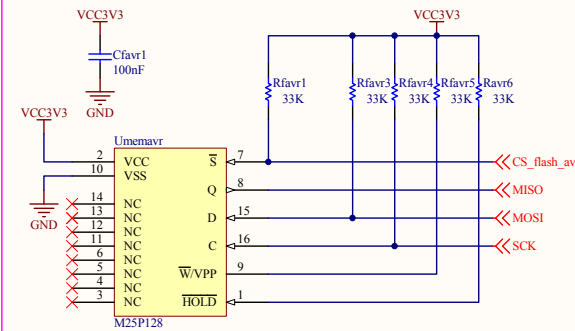 VCC3V3
VCC3V3
Cfavr1
100nF
GND
Rfavr1
33K
Rfavr3
33K
Rfavr4
33K
Rfavr5
33K
Ravr6
33K
VCC3V3
Umemavr
2 VCC
10 VSS
14 NC
13 NC
12 NC
11 NC
6 NC
5 NC
4 NC
3 NC
GND
S 7 CS_flash_av
Q 8 MISO
D 15 MOSI
C 16 SCK
W/VPP 9
HOLD 1
M25P128